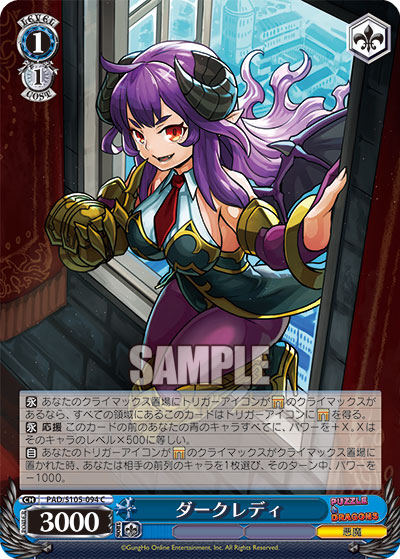 LEVEL
1
1
COST
SAMPLE
永 あなたのクライマックス置場にトリガーアイコンが のクライマックスが
あるなら、すべての領域にあるこのカードはトリガーアイコンに を得る。
永 応援 このカードの前のあなたの青のキャラすべてに、パワーを＋X。Xは
そのキャラのレベル×500に等しい。
自 あなたのトリガーアイコンが のクライマックスがクライマックス置場
に置かれた時、あなたは相手の前列のキャラを1枚選び、そのターン中、パワーを
－1000。
CH PAD/S105-094 C
POWER
3000
ダークレディ
PUZZLE & DRAGONS
悪魔
©GungHo Online Entertainment, Inc. All Rights Reserved.